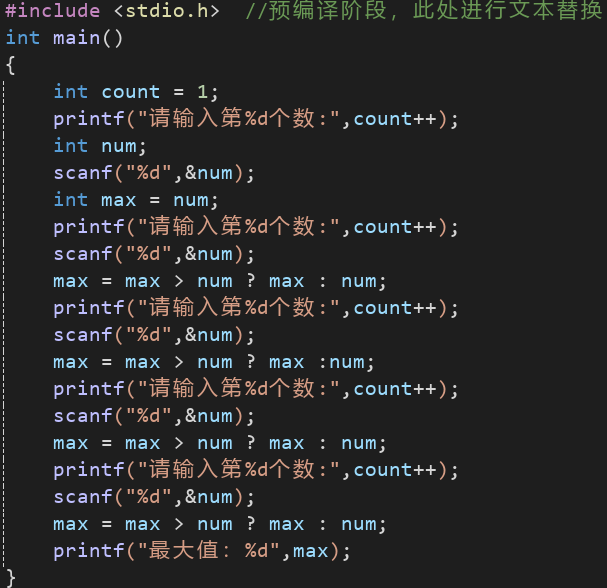 #include <stdio.h>  //预编译阶段，此处进行文本替换
int main()
{
    int count = 1;
    printf("请输入第%d个数:",count++);
    int num;
    scanf("%d",&num);
    int max = num;
    printf("请输入第%d个数:",count++);
    scanf("%d",&num);
    max = max > num ? max : num;
    printf("请输入第%d个数:",count++);
    scanf("%d",&num);
    max = max > num ? max :num;
    printf("请输入第%d个数:",count++);
    scanf("%d",&num);
    max = max > num ? max : num;
    printf("请输入第%d个数:",count++);
    scanf("%d",&num);
    max = max > num ? max : num;
    printf("最大值：%d",max);
}